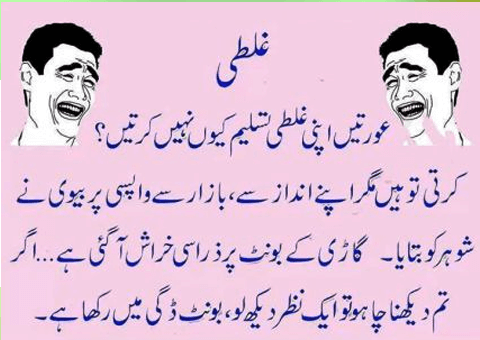 غلطی
عورتیں اپنی غلطی تسلیم کیوں نہیں کرتیں؟
کرتی تو ہیں مگر اپنے انداز سے، بازار سے واپسی پر بیوی نے
شوہر کو بتایا۔ گاڑی کے بونٹ پر ذرا سی خراش آ گئی ہے... اگر
تم دیکھنا چاہو تو ایک نظر دیکھ لو، بونٹ ڈگی میں رکھا ہے۔